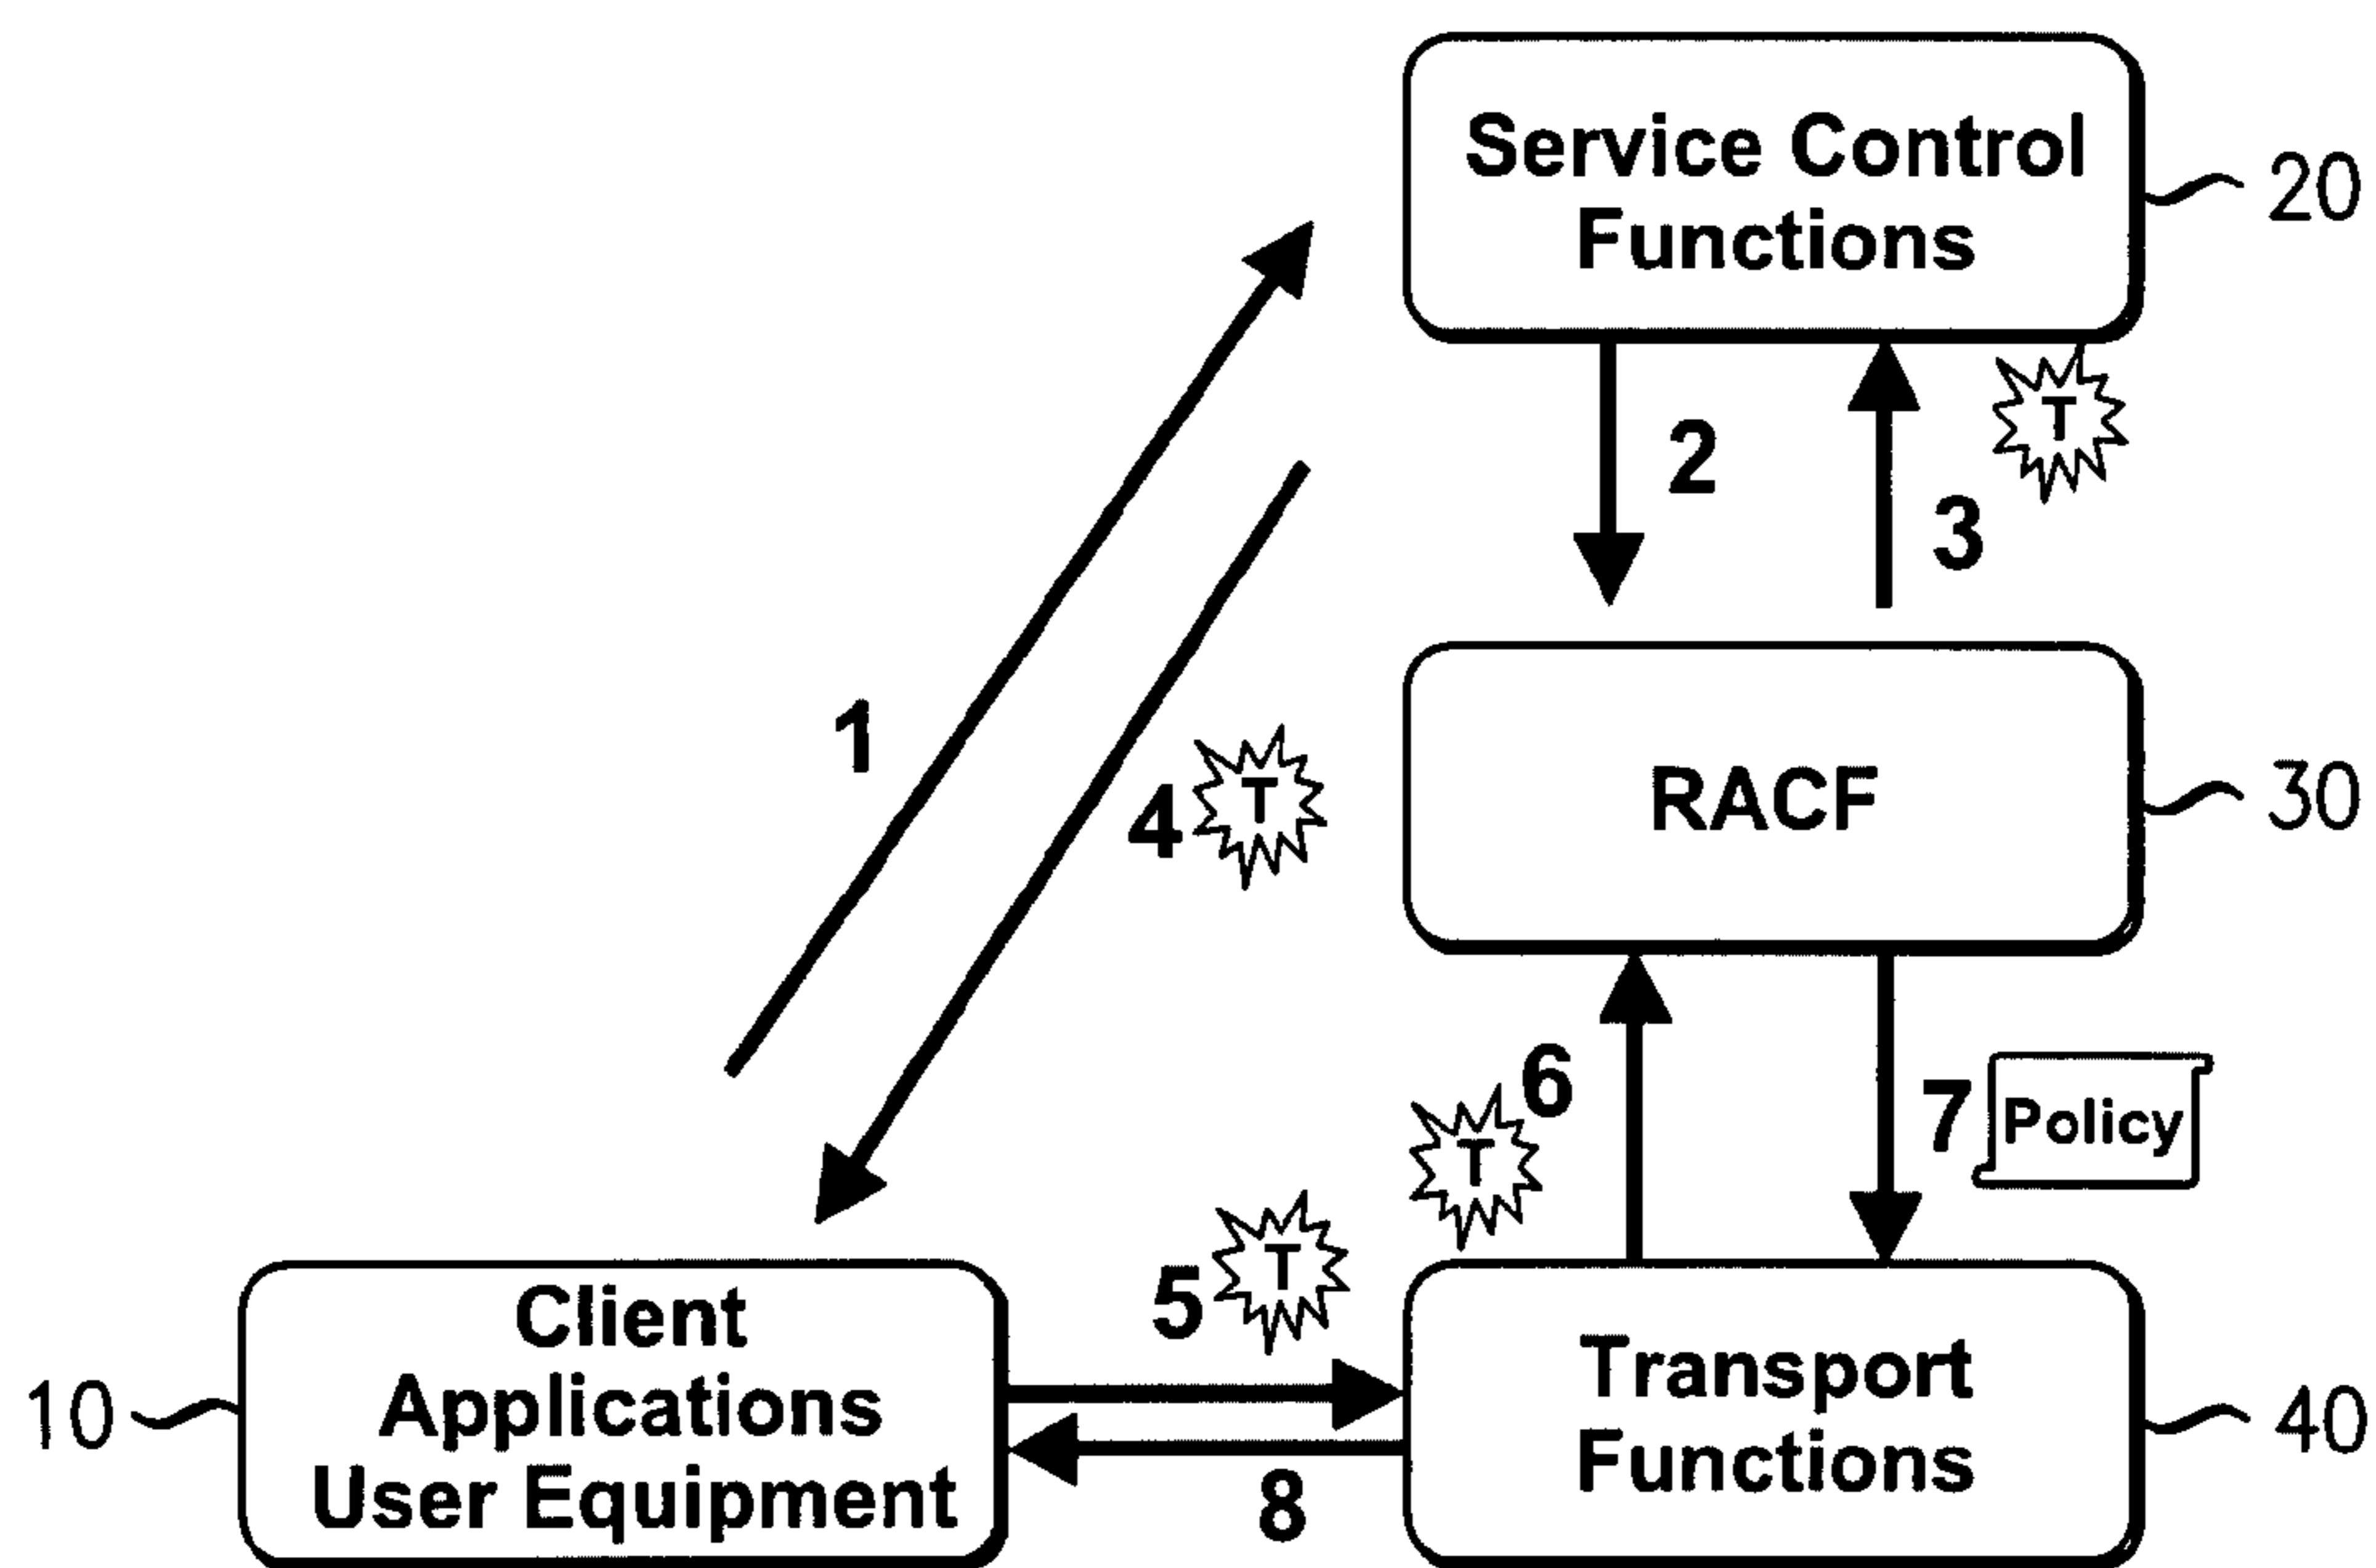 Service Control
Functions
20
2
T
3
1
RACF
30
4
T
6
T
7
Policy
5
T
Client
Applications
User Equipment
10
Transport
Functions
40
8